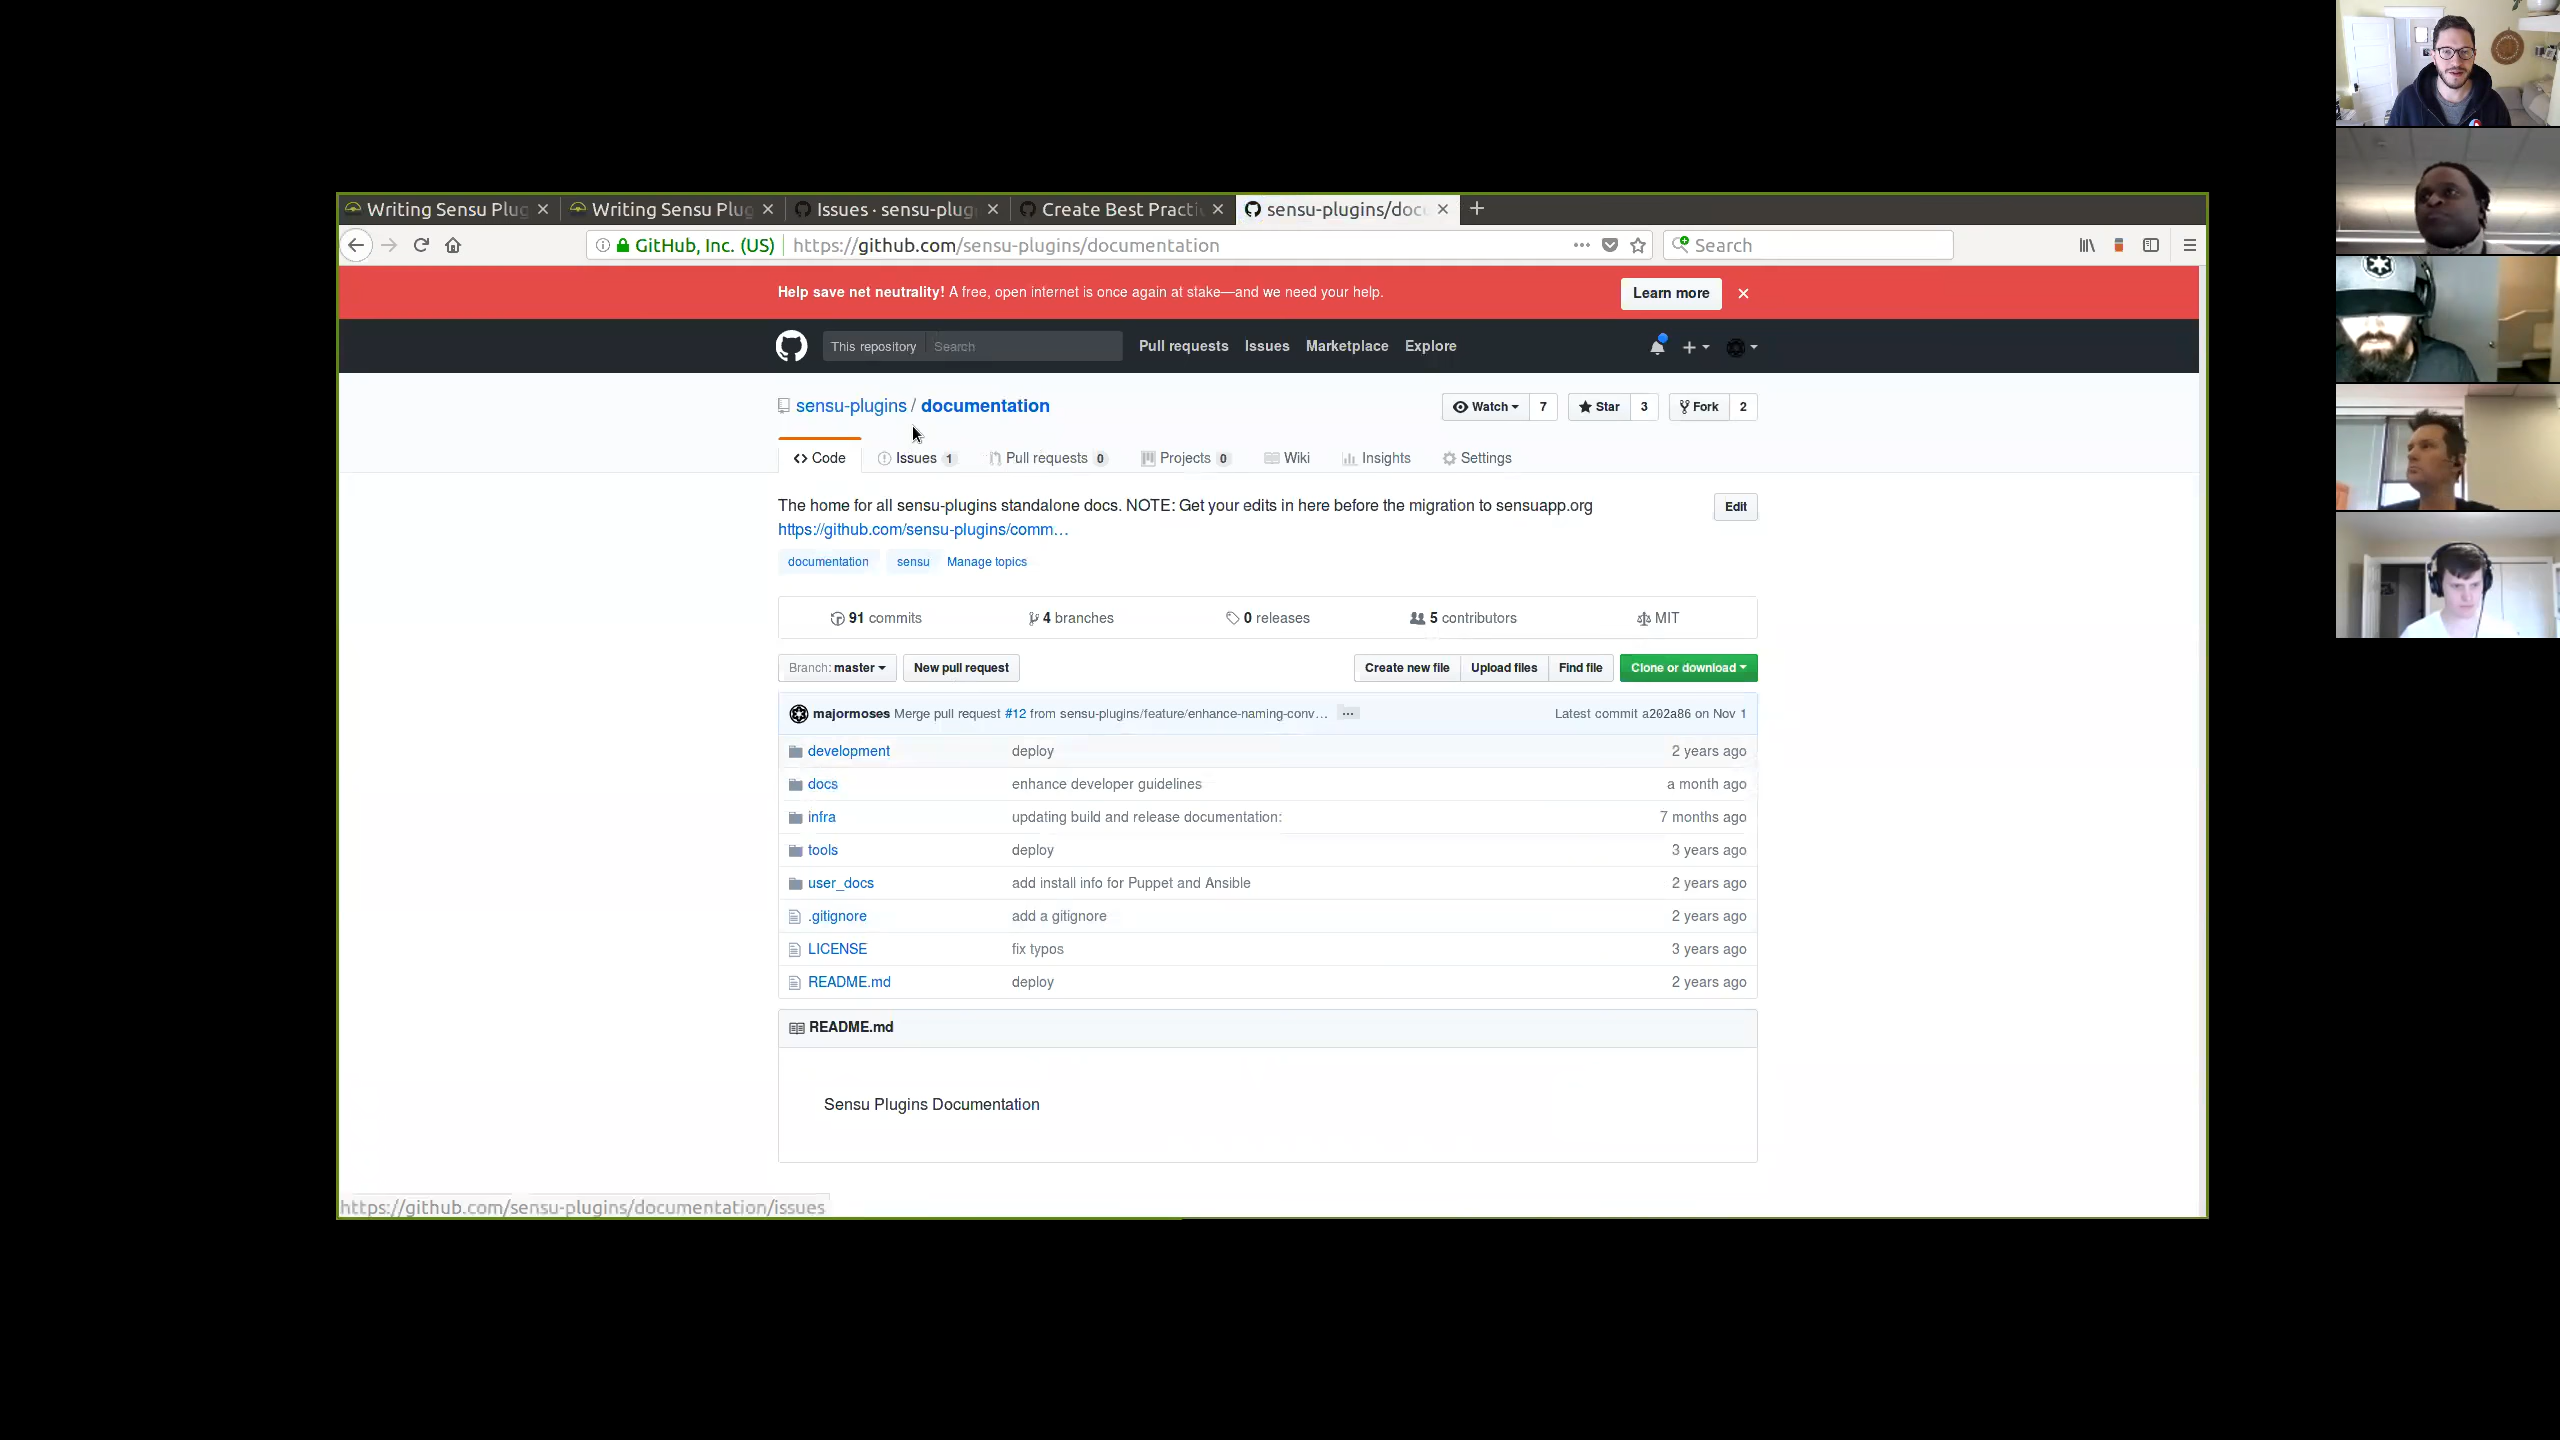 Writing Sensu Plug
Writing Sensu Plug
Issues · sensu-plug
Create Best Practi
sensu-plugins/doc
GitHub, Inc. (US) https://github.com/sensu-plugins/documentation
Search
Help save net neutrality! A free, open internet is once again at stake—and we need your help.
Learn more
This repository Search
Pull requests Issues Marketplace Explore
sensu-plugins / documentation
Watch 7 Star 3 Fork 2
Code Issues 1 Pull requests 0 Projects 0 Wiki Insights Settings
The home for all sensu-plugins standalone docs. NOTE: Get your edits in here before the migration to sensuapp.org
Edit
https://github.com/sensu-plugins/comm…
documentation sensu Manage topics
91 commits 4 branches 0 releases 5 contributors MIT
Branch: master New pull request Create new file Upload files Find file Clone or download
majormoses Merge pull request #12 from sensu-plugins/feature/enhance-naming-conv… Latest commit a202a86 on Nov 1
development deploy 2 years ago
docs enhance developer guidelines a month ago
infra updating build and release documentation: 7 months ago
tools deploy 3 years ago
user_docs add install info for Puppet and Ansible 2 years ago
.gitignore add a gitignore 2 years ago
LICENSE fix typos 3 years ago
README.md deploy 2 years ago
README.md
Sensu Plugins Documentation
https://github.com/sensu-plugins/documentation/issues